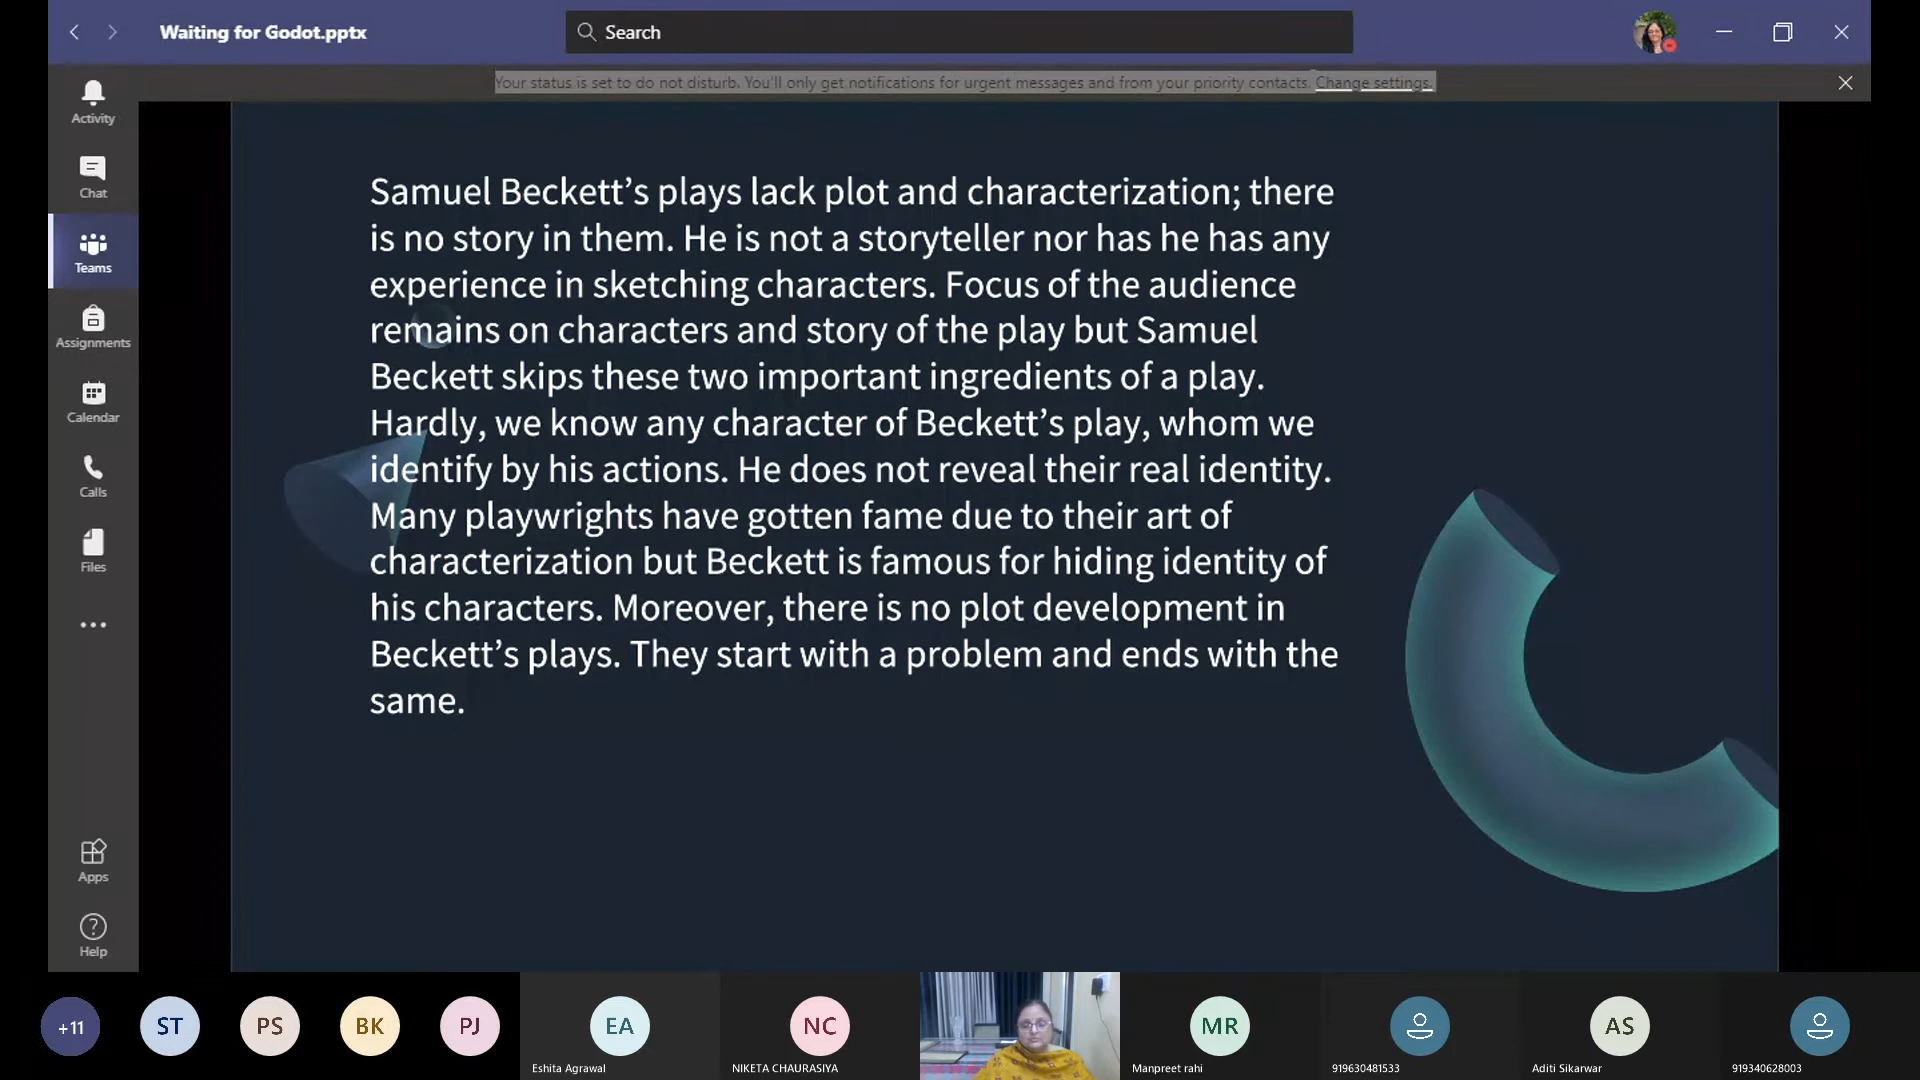 Waiting for Godot.pptx
Search
Your status is set to do not disturb. You'll only get notifications for urgent messages and from your priority contacts. Change settings.
Activity
Chat
Teams
Assignments
Calendar
Calls
Files
Apps
Help
Samuel Beckett's plays lack plot and characterization; there
is no story in them. He is not a storyteller nor has he has any
experience in sketching characters. Focus of the audience
remains on characters and story of the play but Samuel
Beckett skips these two important ingredients of a play.
Hardly, we know any character of Beckett's play, whom we
identify by his actions. He does not reveal their real identity.
Many playwrights have gotten fame due to their art of
characterization but Beckett is famous for hiding identity of
his characters. Moreover, there is no plot development in
Beckett's plays. They start with a problem and ends with the
same.
+11
ST
PS
BK
PJ
EA
NC
MR
AS
Eshita Agrawal
NIKETA CHAURASIYA
Manpreet rahi
919630481533
Aditi Sikarwar
919340628003